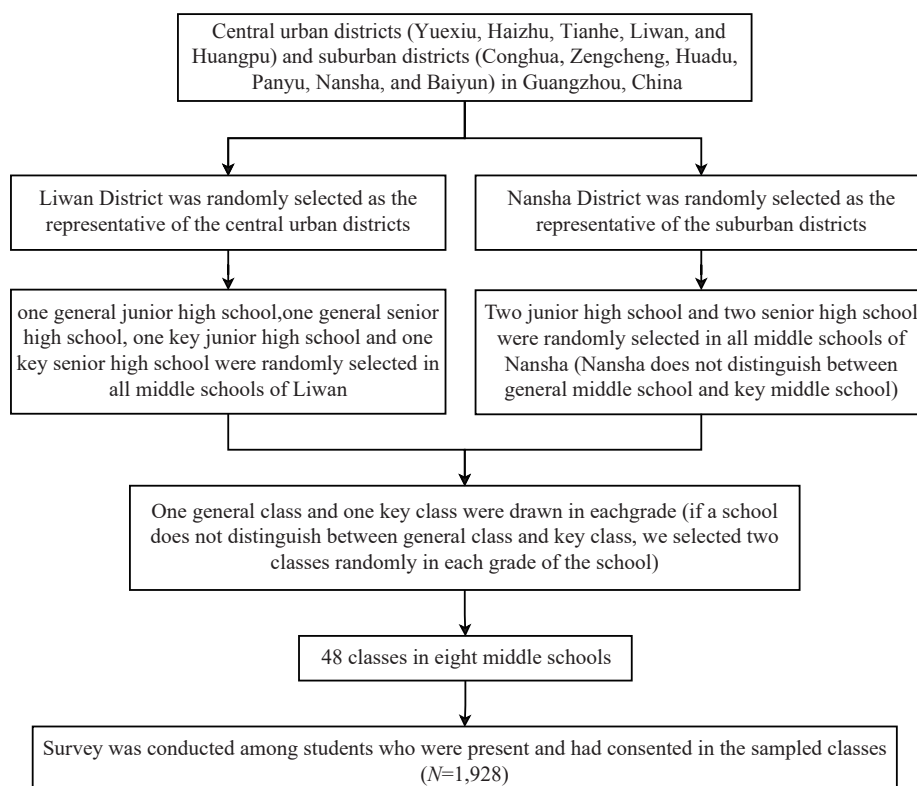 Central urban districts (Yuexiu, Haizhu, Tianhe, Liwan, and
Huangpu) and suburban districts (Conghua, Zengcheng, Huadu,
Panyu, Nansha, and Baiyun) in Guangzhou, China
Liwan District was randomly selected as the
representative of the central urban districts
Nansha District was randomly selected as the
representative of the suburban districts
one general junior high school,one general senior
high school, one key junior high school and one
key senior high school were randomly selected in
all middle schools of Liwan
Two junior high school and two senior high school
were randomly selected in all middle schools of
Nansha (Nansha does not distinguish between
general middle school and key middle school)
One general class and one key class were drawn in eachgrade (if a school
does not distinguish between general class and key class, we selected two
classes randomly in each grade of the school)
48 classes in eight middle schools
Survey was conducted among students who were present and had consented in the sampled classes
(N=1,928)